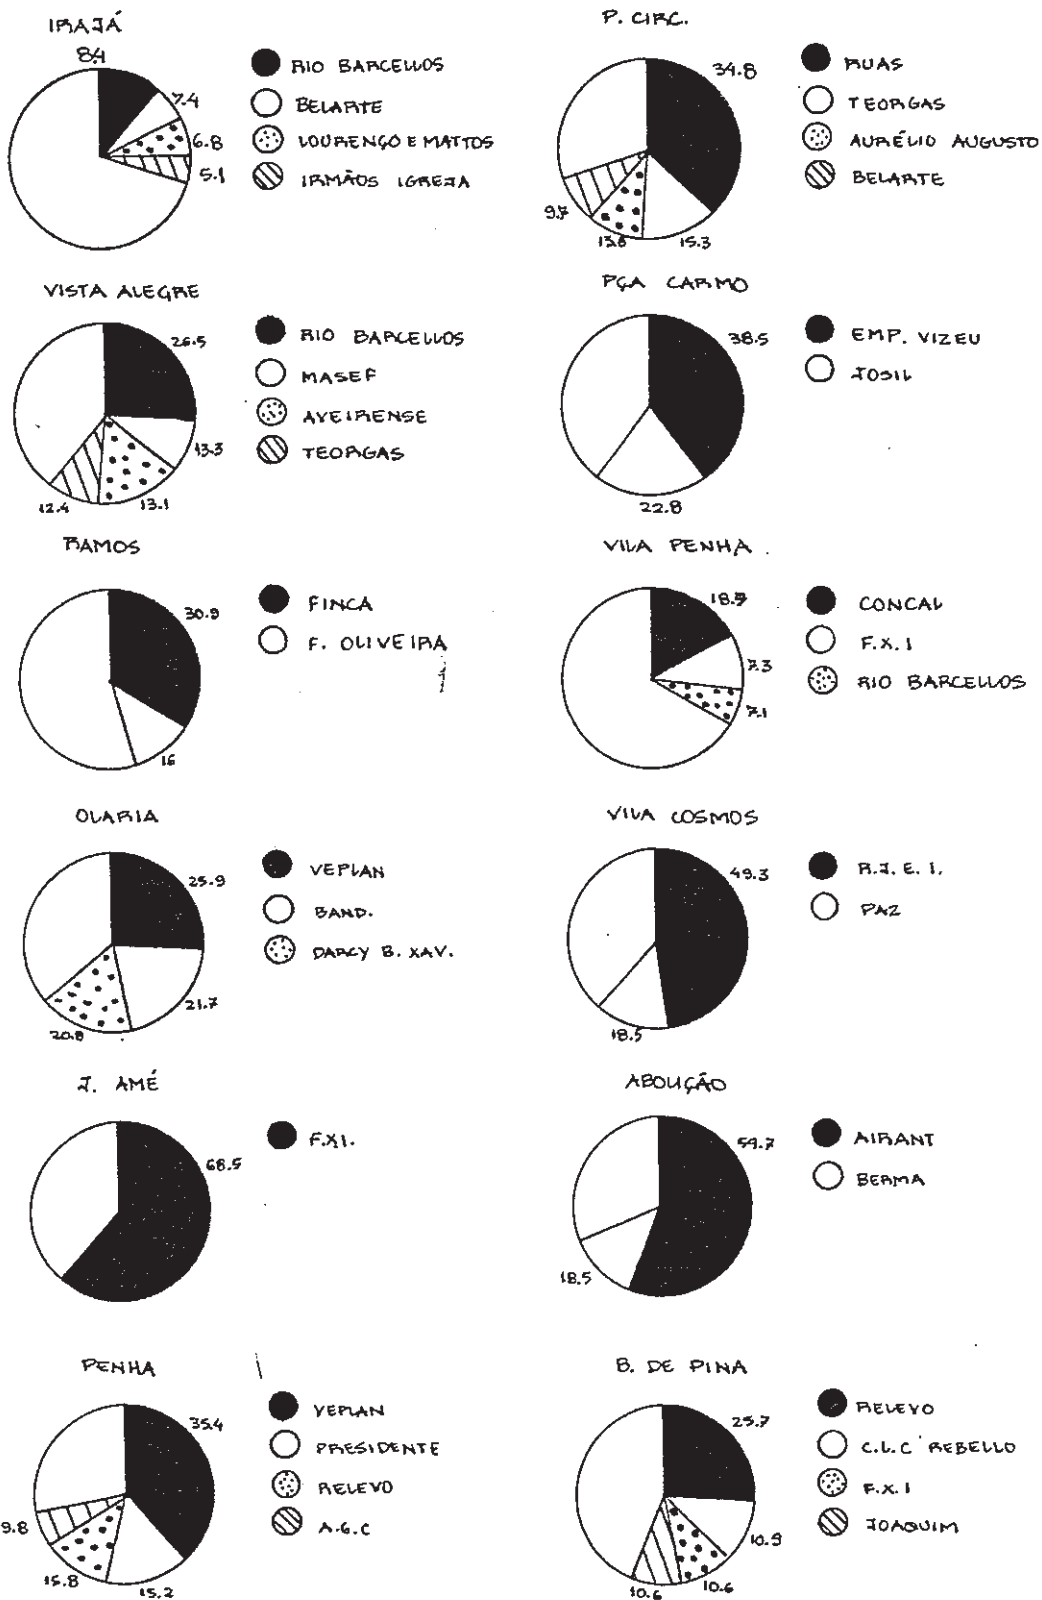 IRAJÁ
8.4
7.4
6.8
5.1
RIO BARCELLOS
BELARTE
LOURENÇO E MATTOS
IRMÃOS IGREJA
P. CIRC.
34.8
15.3
13.8
9.7
RUAS
TEORGAS
AURÉLIO AUGUSTO
BELARTE
VISTA ALEGRE
26.5
13.3
13.1
12.4
RIO BARCELLOS
MASEF
AVEIRENSE
TEORGAS
PÇA CARMO
38.5
22.8
EMP. VIZEU
JOSIL
RAMOS
30.9
16
FINCA
F. OLIVEIRA
VILA PENHA
7.3
7.1
CONCAL
F.X.I
RIO BARCELLOS
OLARIA
25.9
21.7
20.8
VEPLAN
BAND.
DARCY B. XAV.
VILA COSMOS
49.3
18.5
R.J.E.I.
PAZ
J. AMÉ
68.5
F.XI.
ABOLIÇÃO
59.7
18.5
AIRANT
BERMA
PENHA
35.4
15.2
15.8
9.8
VEPLAN
PRESIDENTE
RELEVO
A.G.C
B. DE PINA
25.7
10.9
10.6
10.6
RELEVO
C.L.C REBELLO
F.X.I
JOAQUIM